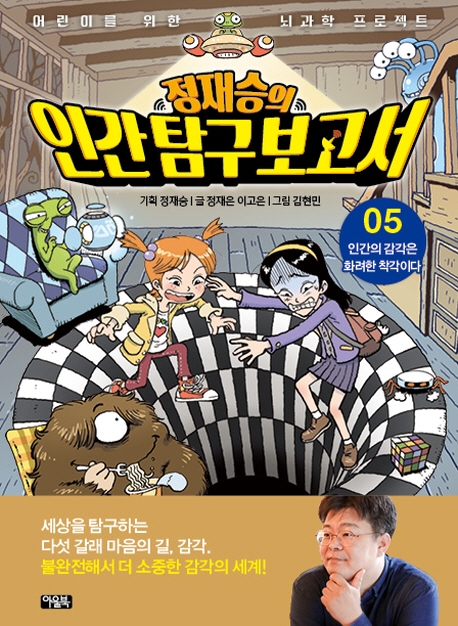 어린이를 위한 뇌과학 프로젝트
정재승의
인간탐구보고서
기획 정재승 | 글 정재은 이고은 | 그림 김현민
05
인간의 감각은
화려한 착각이다
세상을 탐구하는
다섯 갈래 마음의 길, 감각.
불완전해서 더 소중한 감각의 세계!
아울북